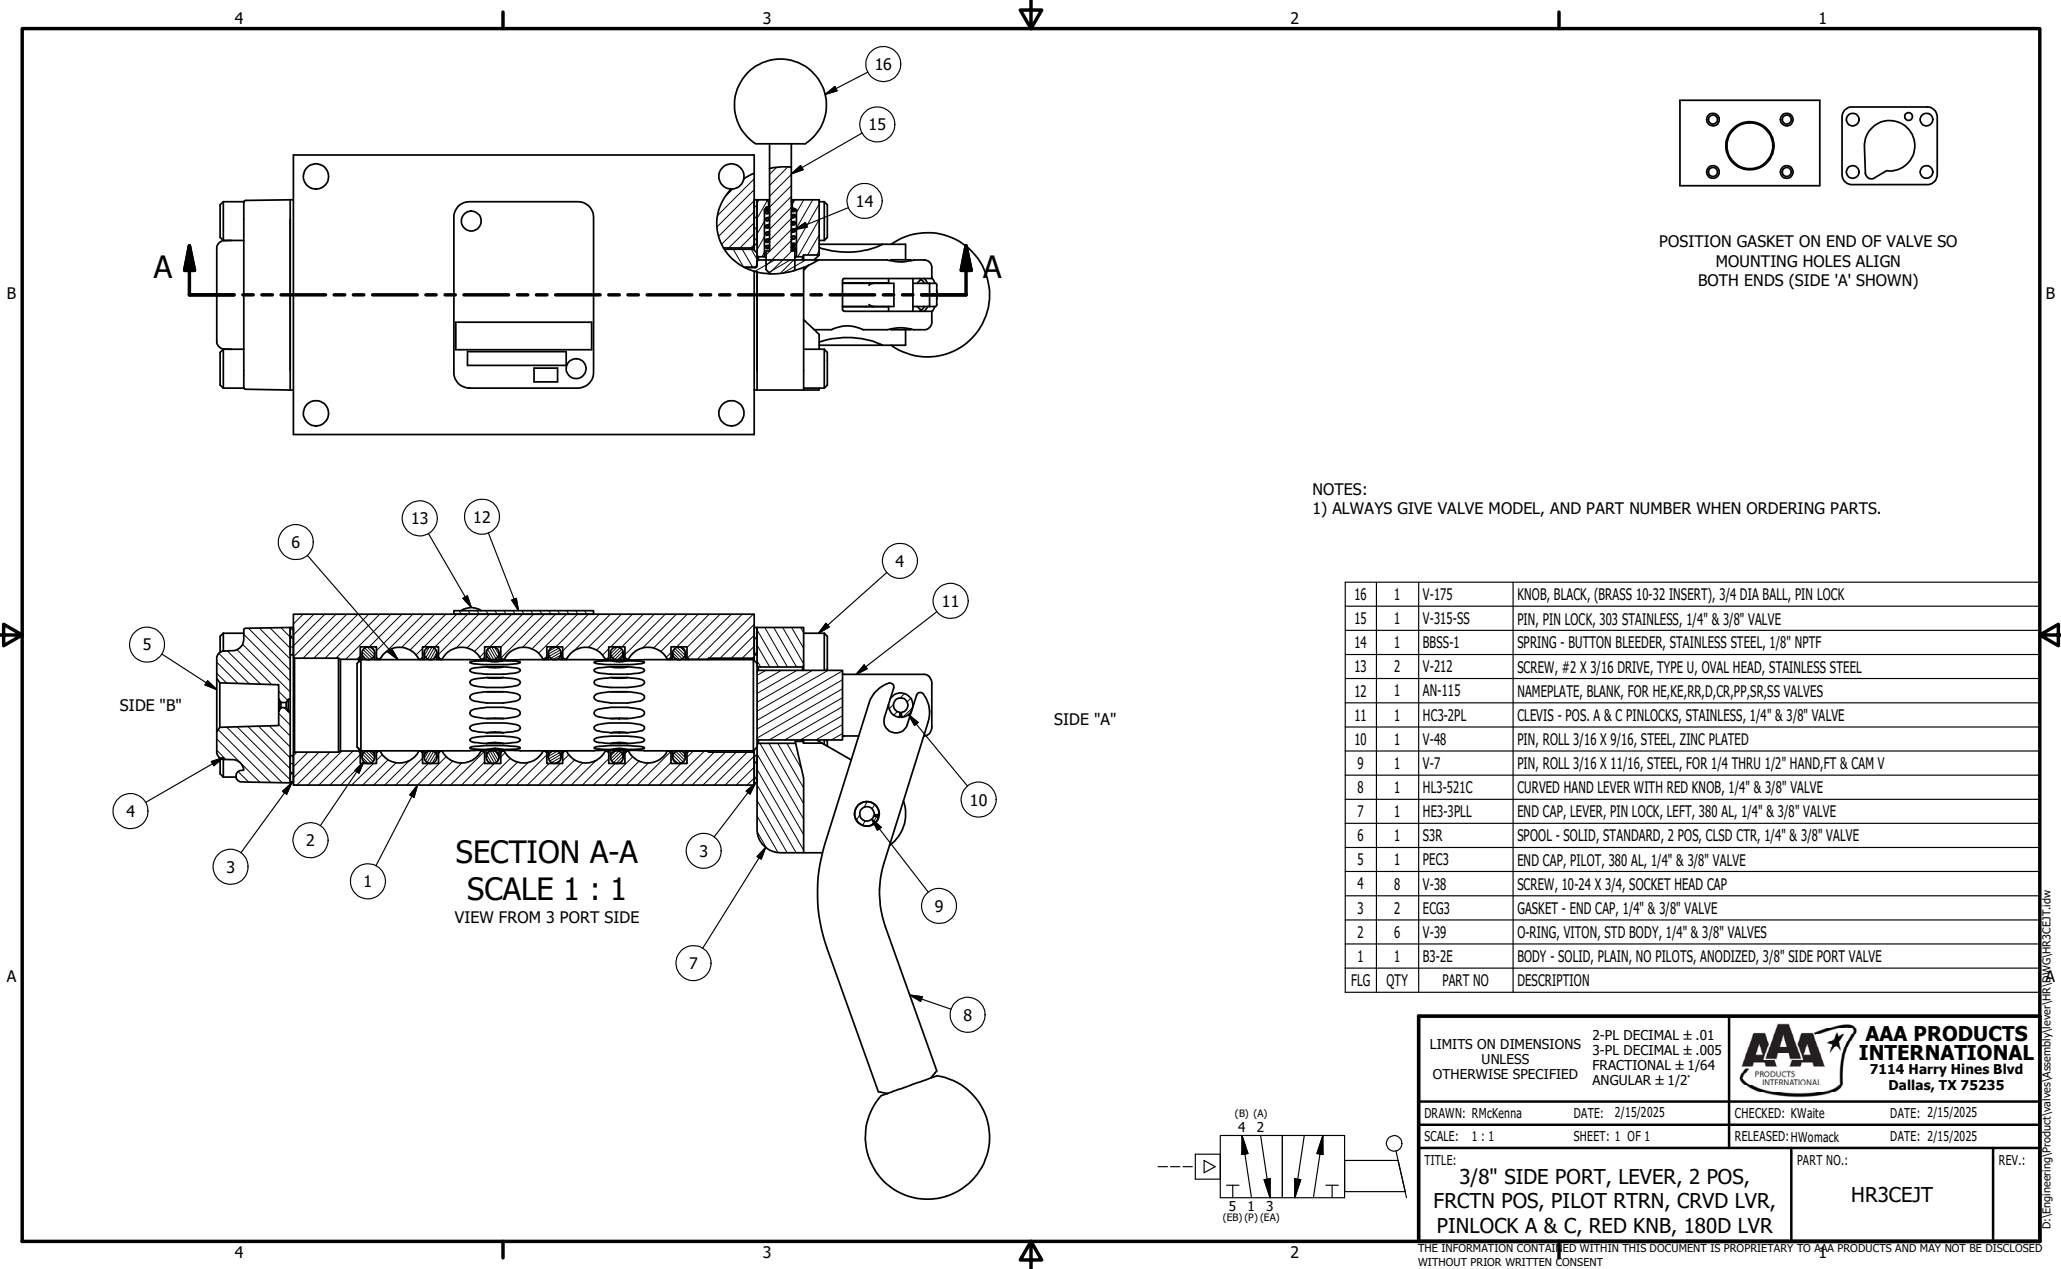 4 3 2 1
16
15
14
A A
B B
POSITION GASKET ON END OF VALVE SO
MOUNTING HOLES ALIGN
BOTH ENDS (SIDE 'A' SHOWN)
NOTES:
1) ALWAYS GIVE VALVE MODEL, AND PART NUMBER WHEN ORDERING PARTS.
13 12
6
4
11
5
SIDE "B"
SIDE "A"
4
10
2
3
3
1
9
7
8
SECTION A-A
SCALE 1 : 1
VIEW FROM 3 PORT SIDE
16 1 V-175 KNOB, BLACK, (BRASS 10-32 INSERT), 3/4 DIA BALL, PIN LOCK
15 1 V-315-SS PIN, PIN LOCK, 303 STAINLESS, 1/4" & 3/8" VALVE
14 1 BBSS-1 SPRING - BUTTON BLEEDER, STAINLESS STEEL, 1/8" NPTF
13 2 V-212 SCREW, #2 X 3/16 DRIVE, TYPE U, OVAL HEAD, STAINLESS STEEL
12 1 AN-115 NAMEPLATE, BLANK, FOR HE,KE,RR,D,CR,PP,SR,SS VALVES
11 1 HC3-2PL CLEVIS - POS. A & C PINLOCKS, STAINLESS, 1/4" & 3/8" VALVE
10 1 V-48 PIN, ROLL 3/16 X 9/16, STEEL, ZINC PLATED
9 1 V-7 PIN, ROLL 3/16 X 11/16, STEEL, FOR 1/4 THRU 1/2" HAND,FT & CAM V
8 1 HL3-521C CURVED HAND LEVER WITH RED KNOB, 1/4" & 3/8" VALVE
7 1 HE3-3PLL END CAP, LEVER, PIN LOCK, LEFT, 380 AL, 1/4" & 3/8" VALVE
6 1 S3R SPOOL - SOLID, STANDARD, 2 POS, CLSD CTR, 1/4" & 3/8" VALVE
5 1 PEC3 END CAP, PILOT, 380 AL, 1/4" & 3/8" VALVE
4 8 V-38 SCREW, 10-24 X 3/4, SOCKET HEAD CAP
3 2 ECG3 GASKET - END CAP, 1/4" & 3/8" VALVE
2 6 V-39 O-RING, VITON, STD BODY, 1/4" & 3/8" VALVES
1 1 B3-2E BODY - SOLID, PLAIN, NO PILOTS, ANODIZED, 3/8" SIDE PORT VALVE
FLG QTY PART NO DESCRIPTION
A A
LIMITS ON DIMENSIONS
UNLESS
OTHERWISE SPECIFIED
2-PL DECIMAL ± .01
3-PL DECIMAL ± .005
FRACTIONAL ± 1/64
ANGULAR ± 1/2°
AAA
PRODUCTS
INTERNATIONAL
AAA PRODUCTS
INTERNATIONAL
7114 Harry Hines Blvd
Dallas, TX 75235
DRAWN: RMcKenna DATE: 2/15/2025 CHECKED: KWaite DATE: 2/15/2025
SCALE: 1 : 1 SHEET: 1 OF 1 RELEASED: HWomack DATE: 2/15/2025
TITLE:
3/8" SIDE PORT, LEVER, 2 POS,
FRCTN POS, PILOT RTRN, CRVD LVR,
PINLOCK A & C, RED KNB, 180D LVR
PART NO.:
HR3CEJT
REV.:
(B) (A)
4 2
5 1 3
(EB) (P) (EA)
4 3 2 1
THE INFORMATION CONTAINED WITHIN THIS DOCUMENT IS PROPRIETARY TO AAA PRODUCTS AND MAY NOT BE DISCLOSED
WITHOUT PRIOR WRITTEN CONSENT
D:\Engineering\Product\valves\Assembly\lever\HR\DWG\HR3CEJT.idw